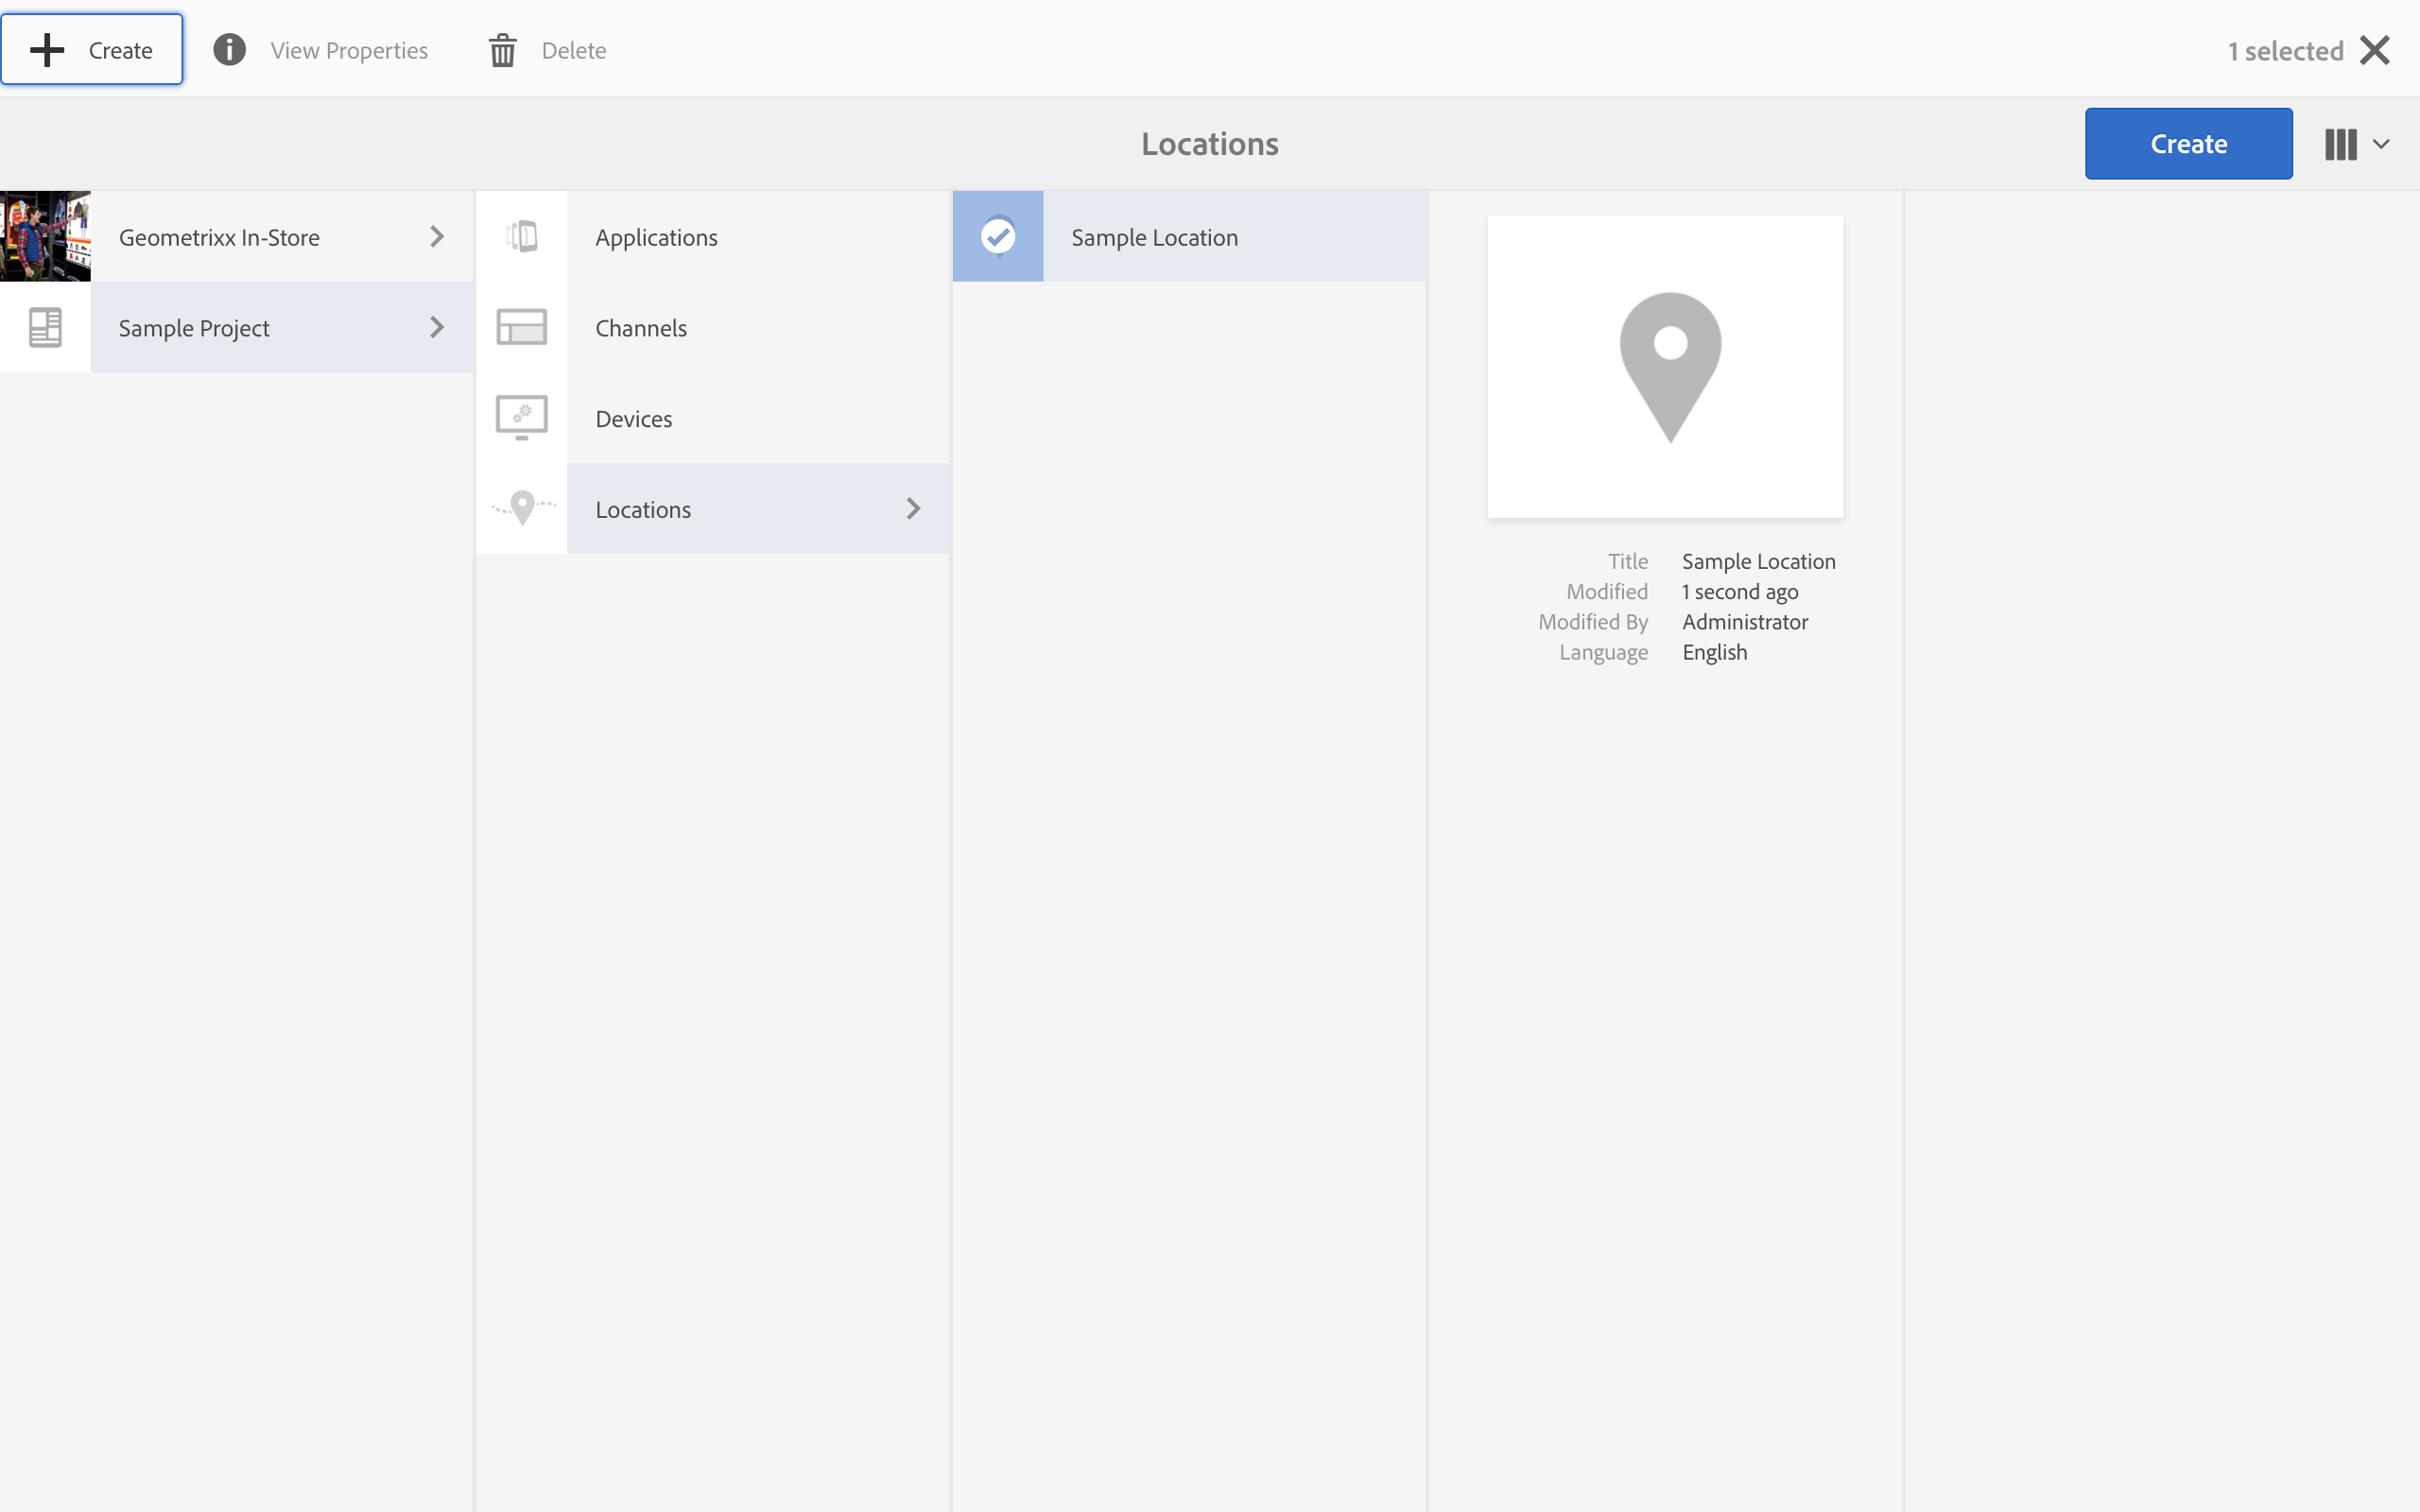 Create
View Properties
Delete
1 selected
Locations
Create
Geometrixx In-Store
Sample Project
Applications
Channels
Devices
Locations
Sample Location
Title Sample Location
Modified 1 second ago
Modified By Administrator
Language English